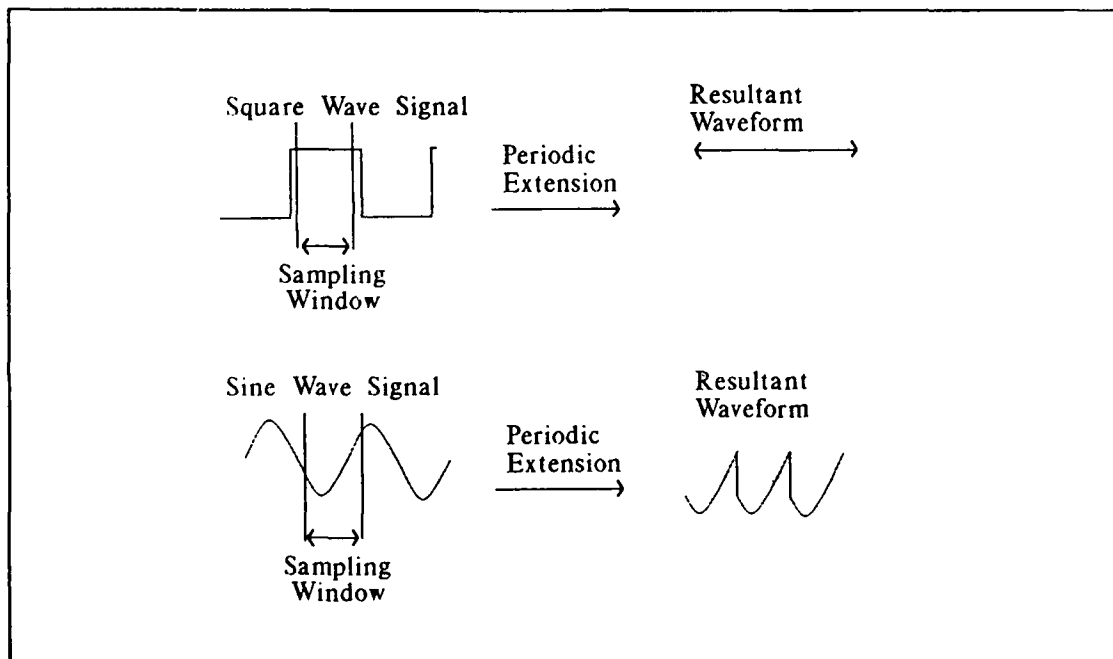 Square Wave Signal
Resultant
Waveform
Periodic
Extension
Sampling
Window
Sine Wave Signal
Resultant
Waveform
Periodic
Extension
Sampling
Window